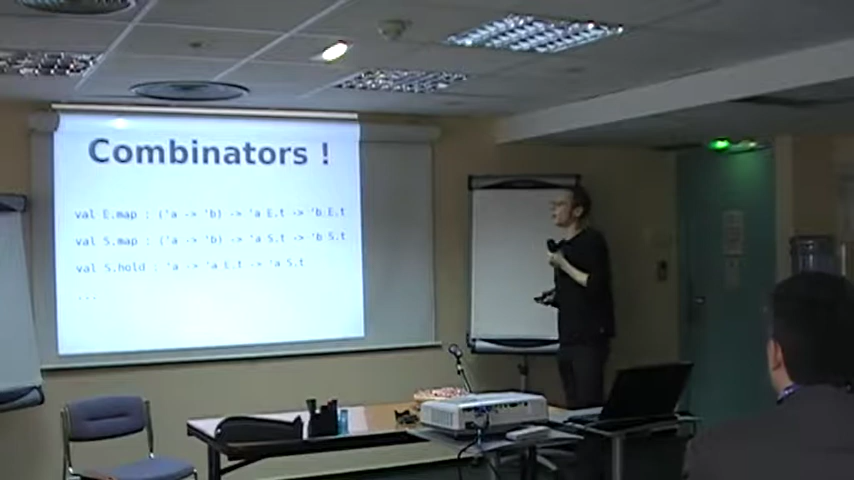 Combinators !
val E.map : ('a -> 'b) -> 'a E.t -> 'b E.t
val S.map : ('a -> 'b) -> 'a S.t -> 'b S.t
val S.hold : 'a -> 'a E.t -> 'a S.t
...